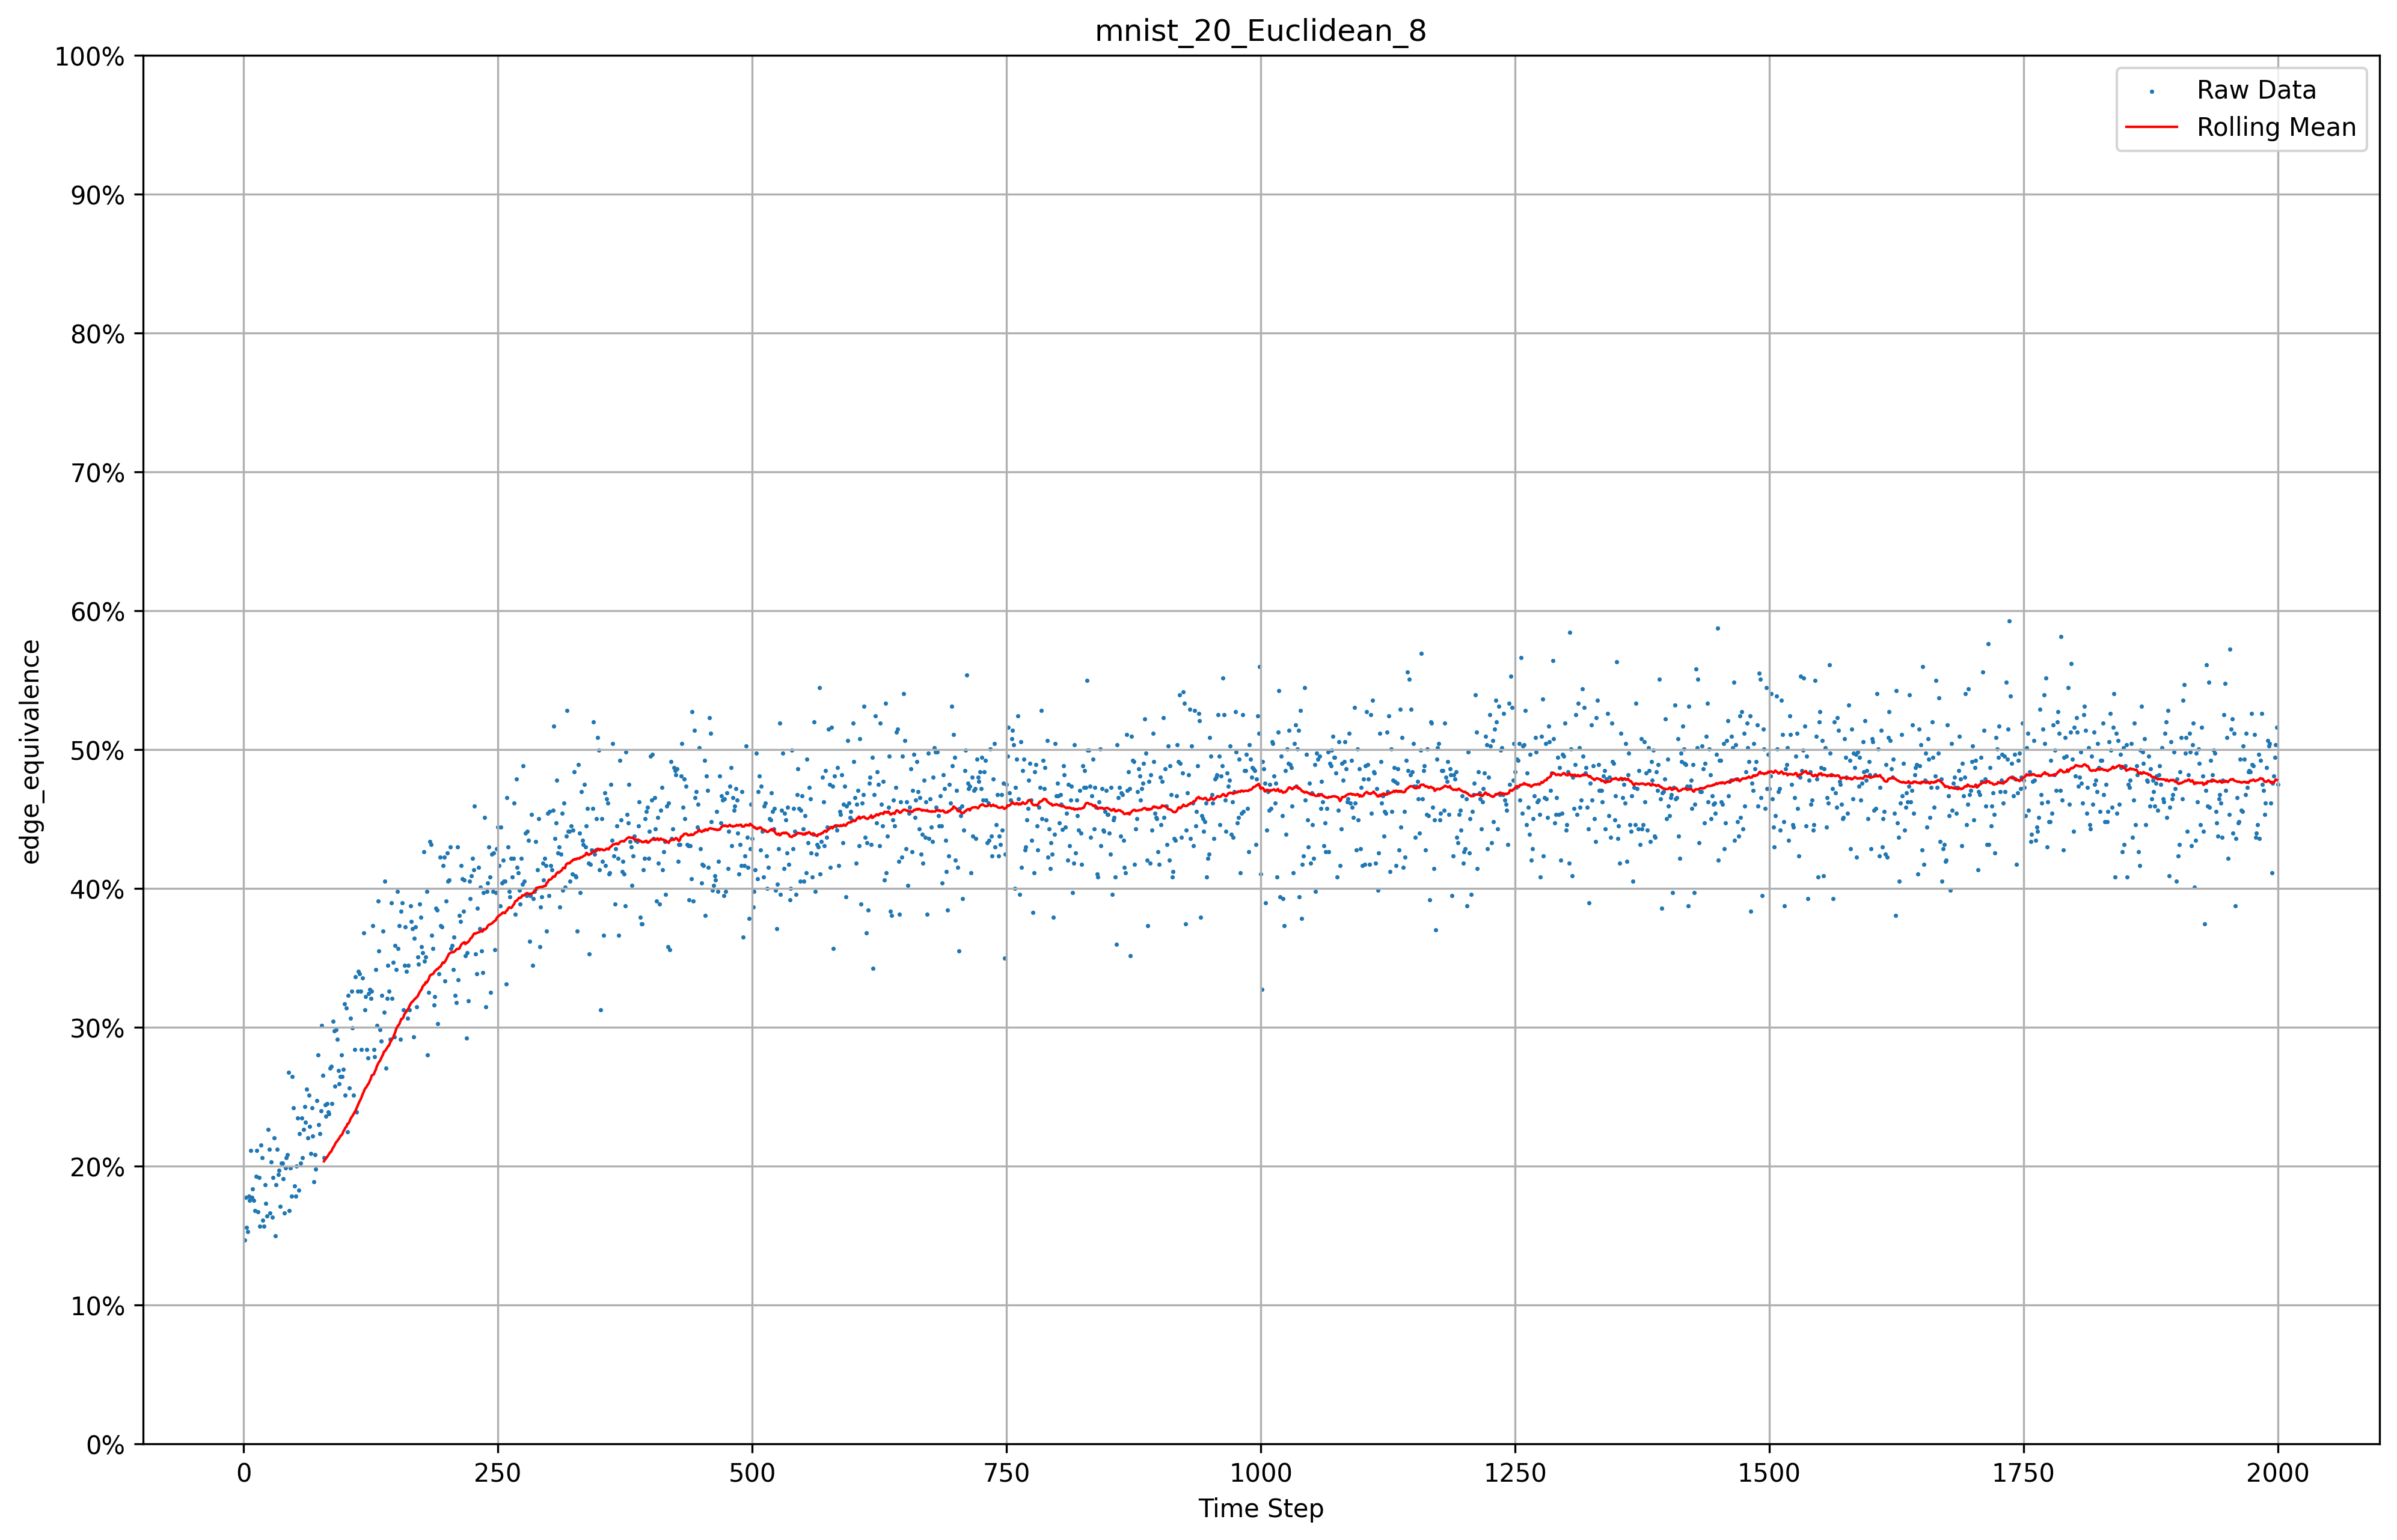 mnist_20_Euclidean_8
100%
90%
80%
70%
60%
50%
40%
30%
20%
10%
0%
edge_equivalence
Raw Data
Rolling Mean
0 250 500 750 1000 1250 1500 1750 2000
Time Step